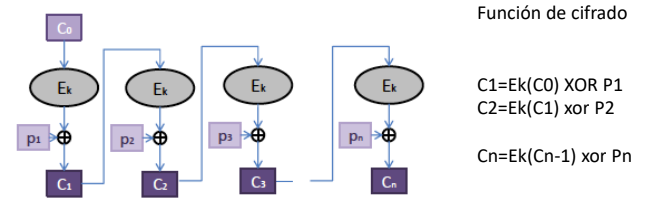 Función de cifrado
C1=Ek(C0) XOR P1
C2=Ek(C1) xor P2
Cn=Ek(Cn-1) xor Pn
C₀
Eₖ
Eₖ
Eₖ
Eₖ
p₁
p₂
p₃
pₙ
C₁
C₂
C₃
Cₙ